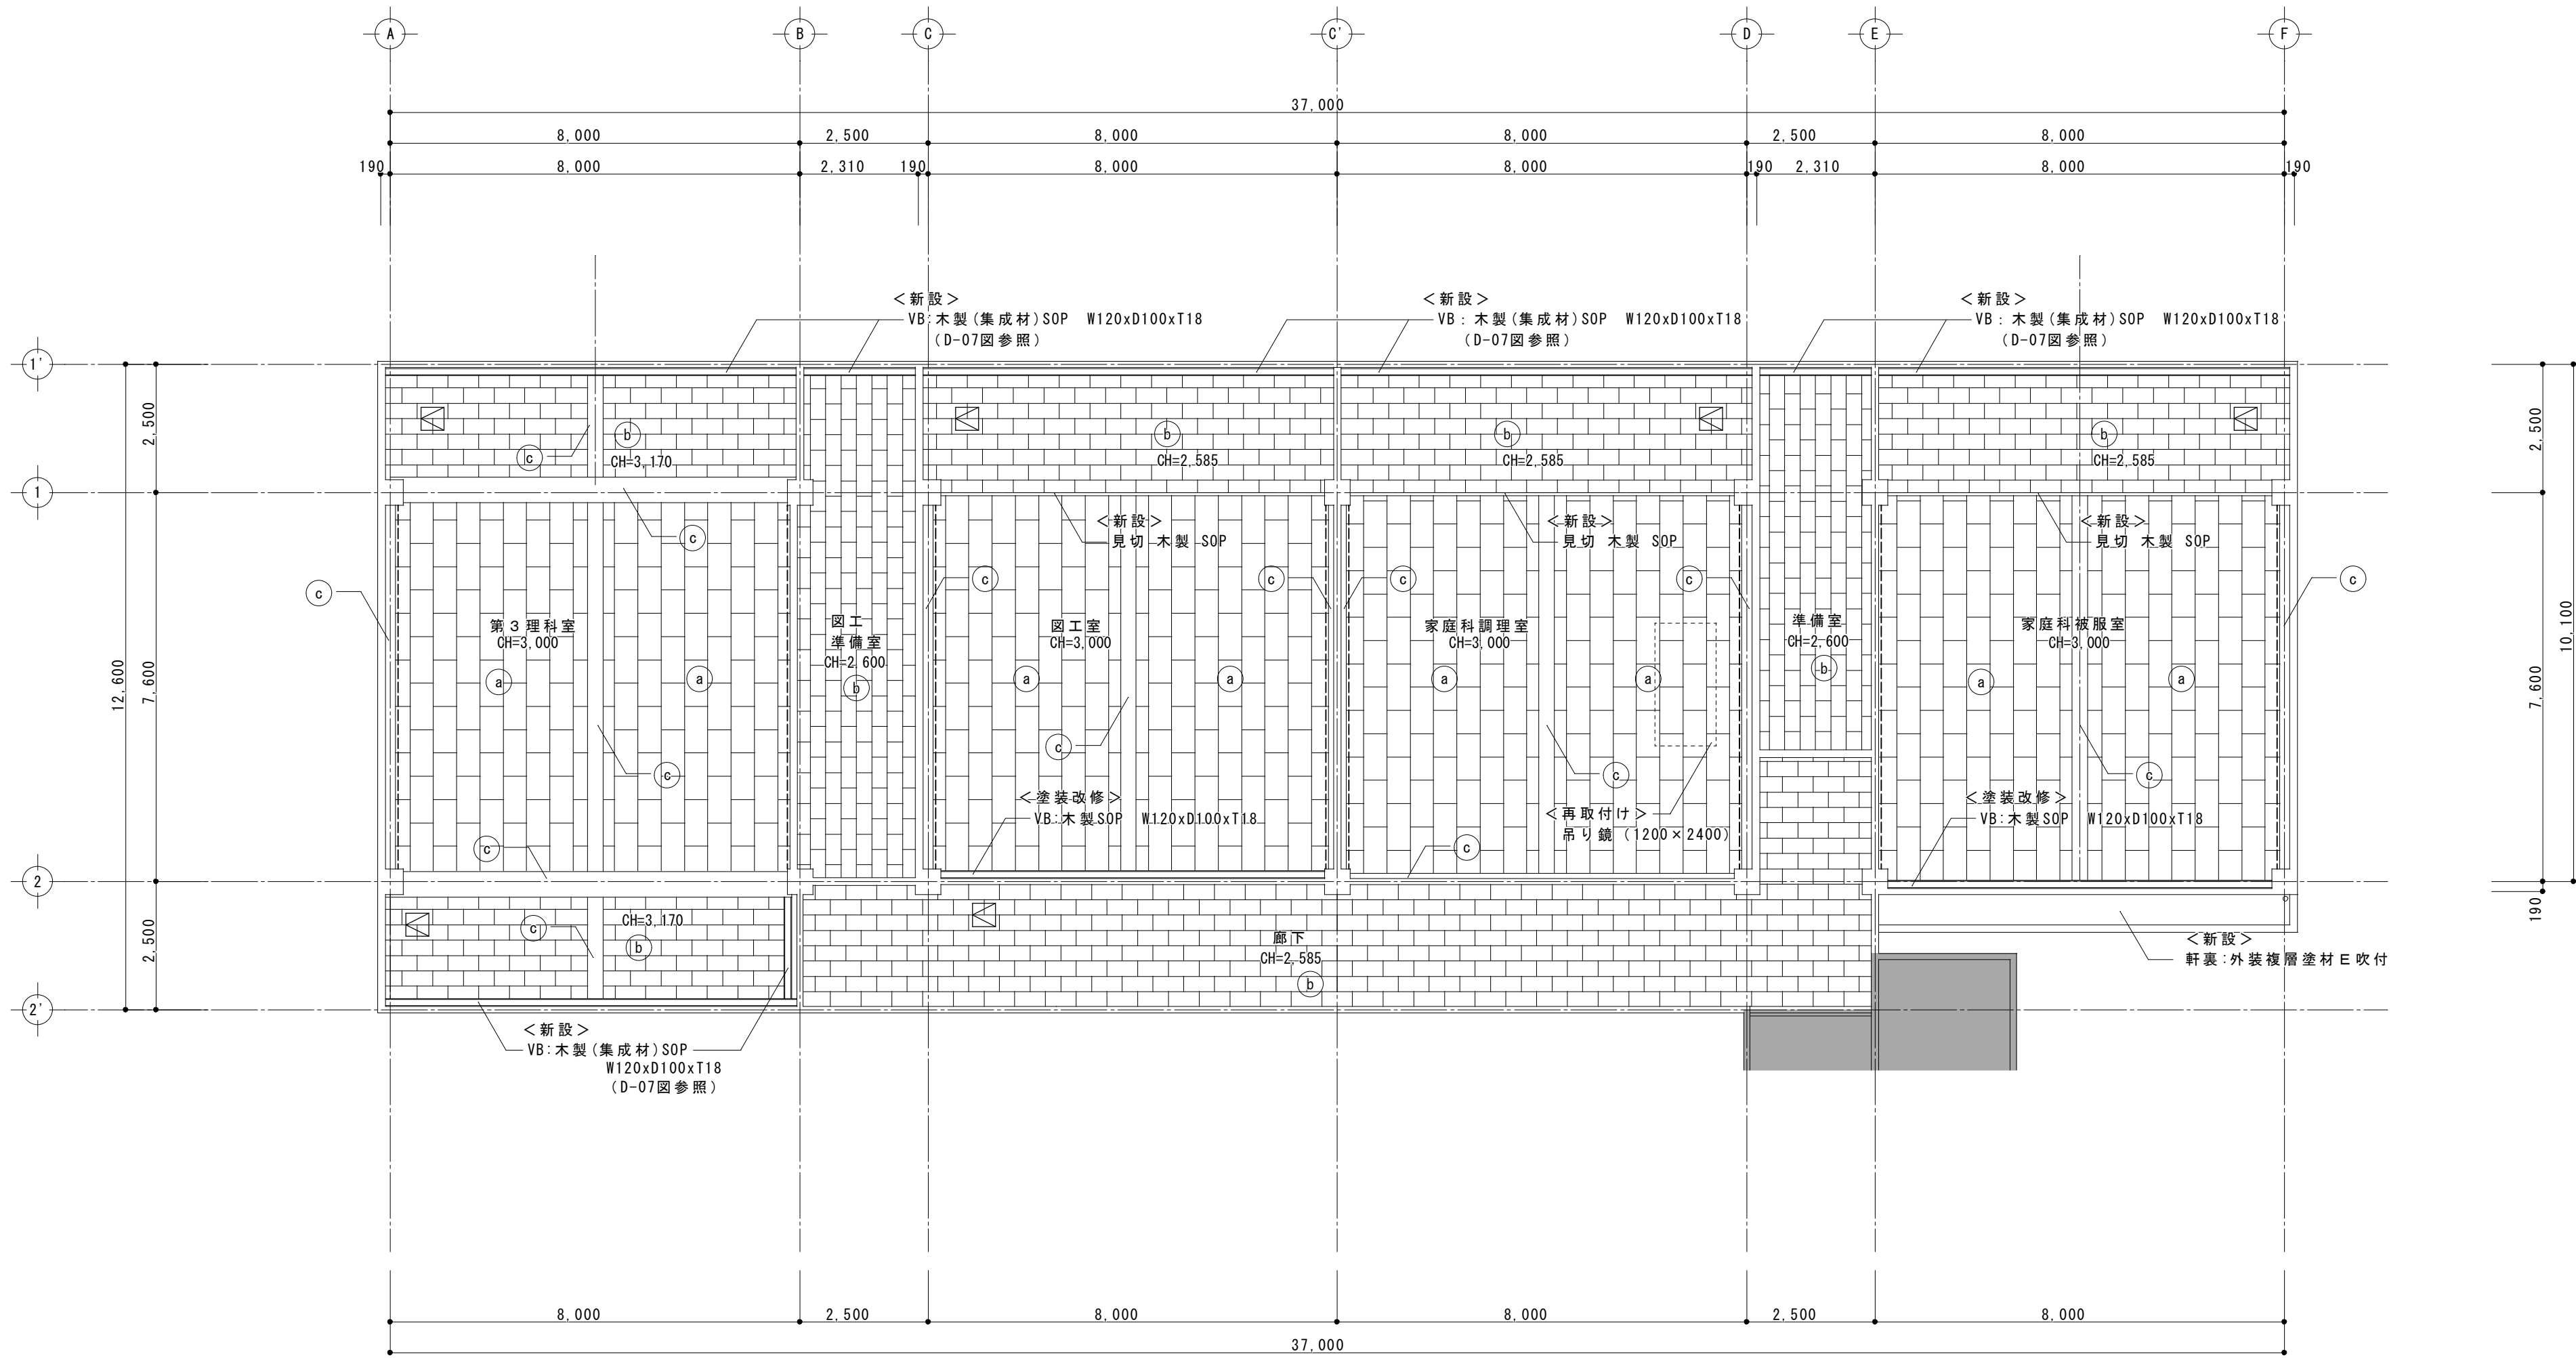 A B C C' D E F
37,000
8,000 2,500 8,000 8,000 2,500 8,000
190 8,000 2,310 190 8,000 8,000 190 2,310 8,000 190
<新設>
VB:木製(集成材)SOP W120xD100xT18
(D-07図参照)
<新設>
VB:木製(集成材)SOP W120xD100xT18
(D-07図参照)
<新設>
VB:木製(集成材)SOP W120xD100xT18
(D-07図参照)
1'
1
2
2'
12,600
2,500
7,600
2,500
b
c
CH=3,170
b
CH=2,585
b
CH=2,585
b
CH=2,585
c
c
第3理科室
CH=3,000
a
a
c
c
図工
準備室
CH=2,600
b
<新設>
見切 木製 SOP
c
c
図工室
CH=3,000
a
a
c
<塗装改修>
VB:木製SOP W120xD100xT18
<新設>
見切 木製 SOP
c
c
家庭科調理室
CH=3,000
a
a
c
<再取付け>
吊り鏡(1200×2400)
c
準備室
CH=2,600
b
<新設>
見切 木製 SOP
c
家庭科被服室
CH=3,000
a
a
c
<塗装改修>
VB:木製SOP W120xD100xT18
2,500
7,600
10,100
190
CH=3,170
c
b
廊下
CH=2,585
b
<新設>
軒裏:外装複層塗材E吹付
<新設>
VB:木製(集成材)SOP
W120xD100xT18
(D-07図参照)
8,000 2,500 8,000 8,000 2,500 8,000
37,000